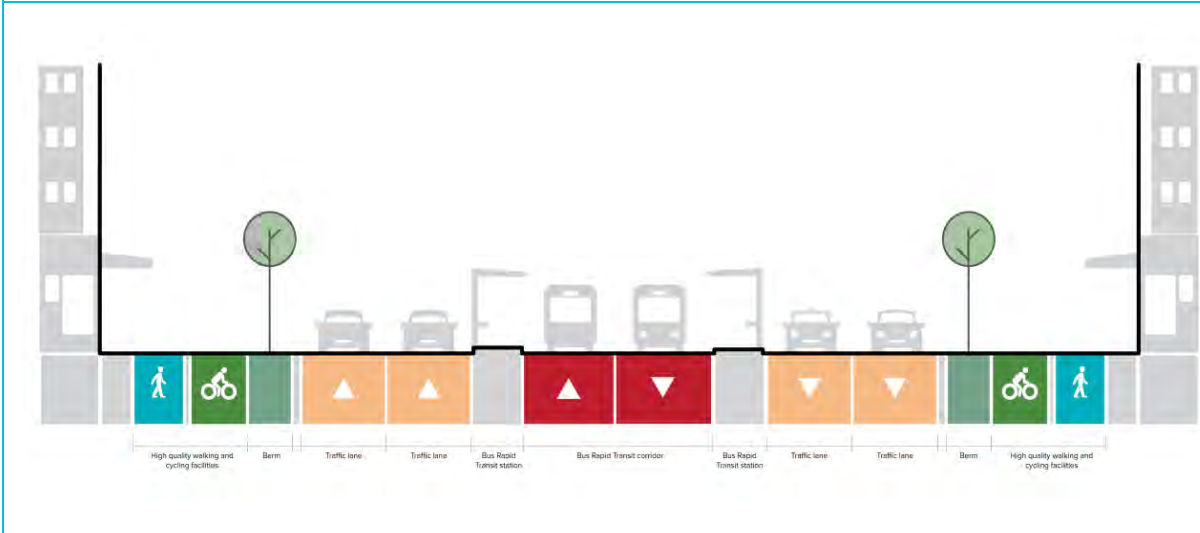 High quality walking and
cycling facilities
Berm
Traffic lane
Traffic lane
Bus Rapid
Transit station
Bus Rapid Transit corridor
Bus Rapid
Transit station
Traffic lane
Traffic lane
Berm
High quality walking and
cycling facilities